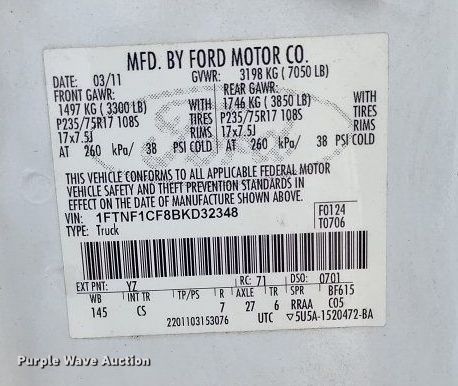 MFD. BY FORD MOTOR CO.
DATE: 03/11 GVWR: 3198 KG ( 7050 LB)
FRONT GAWR: REAR GAWR:
1497 KG ( 3300 LB) WITH 1746 KG ( 3850 LB) WITH
P235/75R17 108S TIRES P235/75R17 108S TIRES
17x7.5J RIMS 17x7.5J RIMS
AT 260 kPa/ 38 PSI COLD AT 260 kPa/ 38 PSI COLD
THIS VEHICLE CONFORMS TO ALL APPLICABLE FEDERAL MOTOR
VEHICLE SAFETY AND THEFT PREVENTION STANDARDS IN
EFFECT ON THE DATE OF MANUFACTURE SHOWN ABOVE.
VIN: 1FTNF1CF8BKD32348 F0124
TYPE: Truck T0706
EXT PNT: YZ RC: 71 DSO: 0701
WB INT TR TP/PS R AXLE TR SPR BF615
145 CS 7 27 6 RRAA C05
2201103153076 UTC ▽5U5A-1520472-BA
Ford
Purple Wave Auction